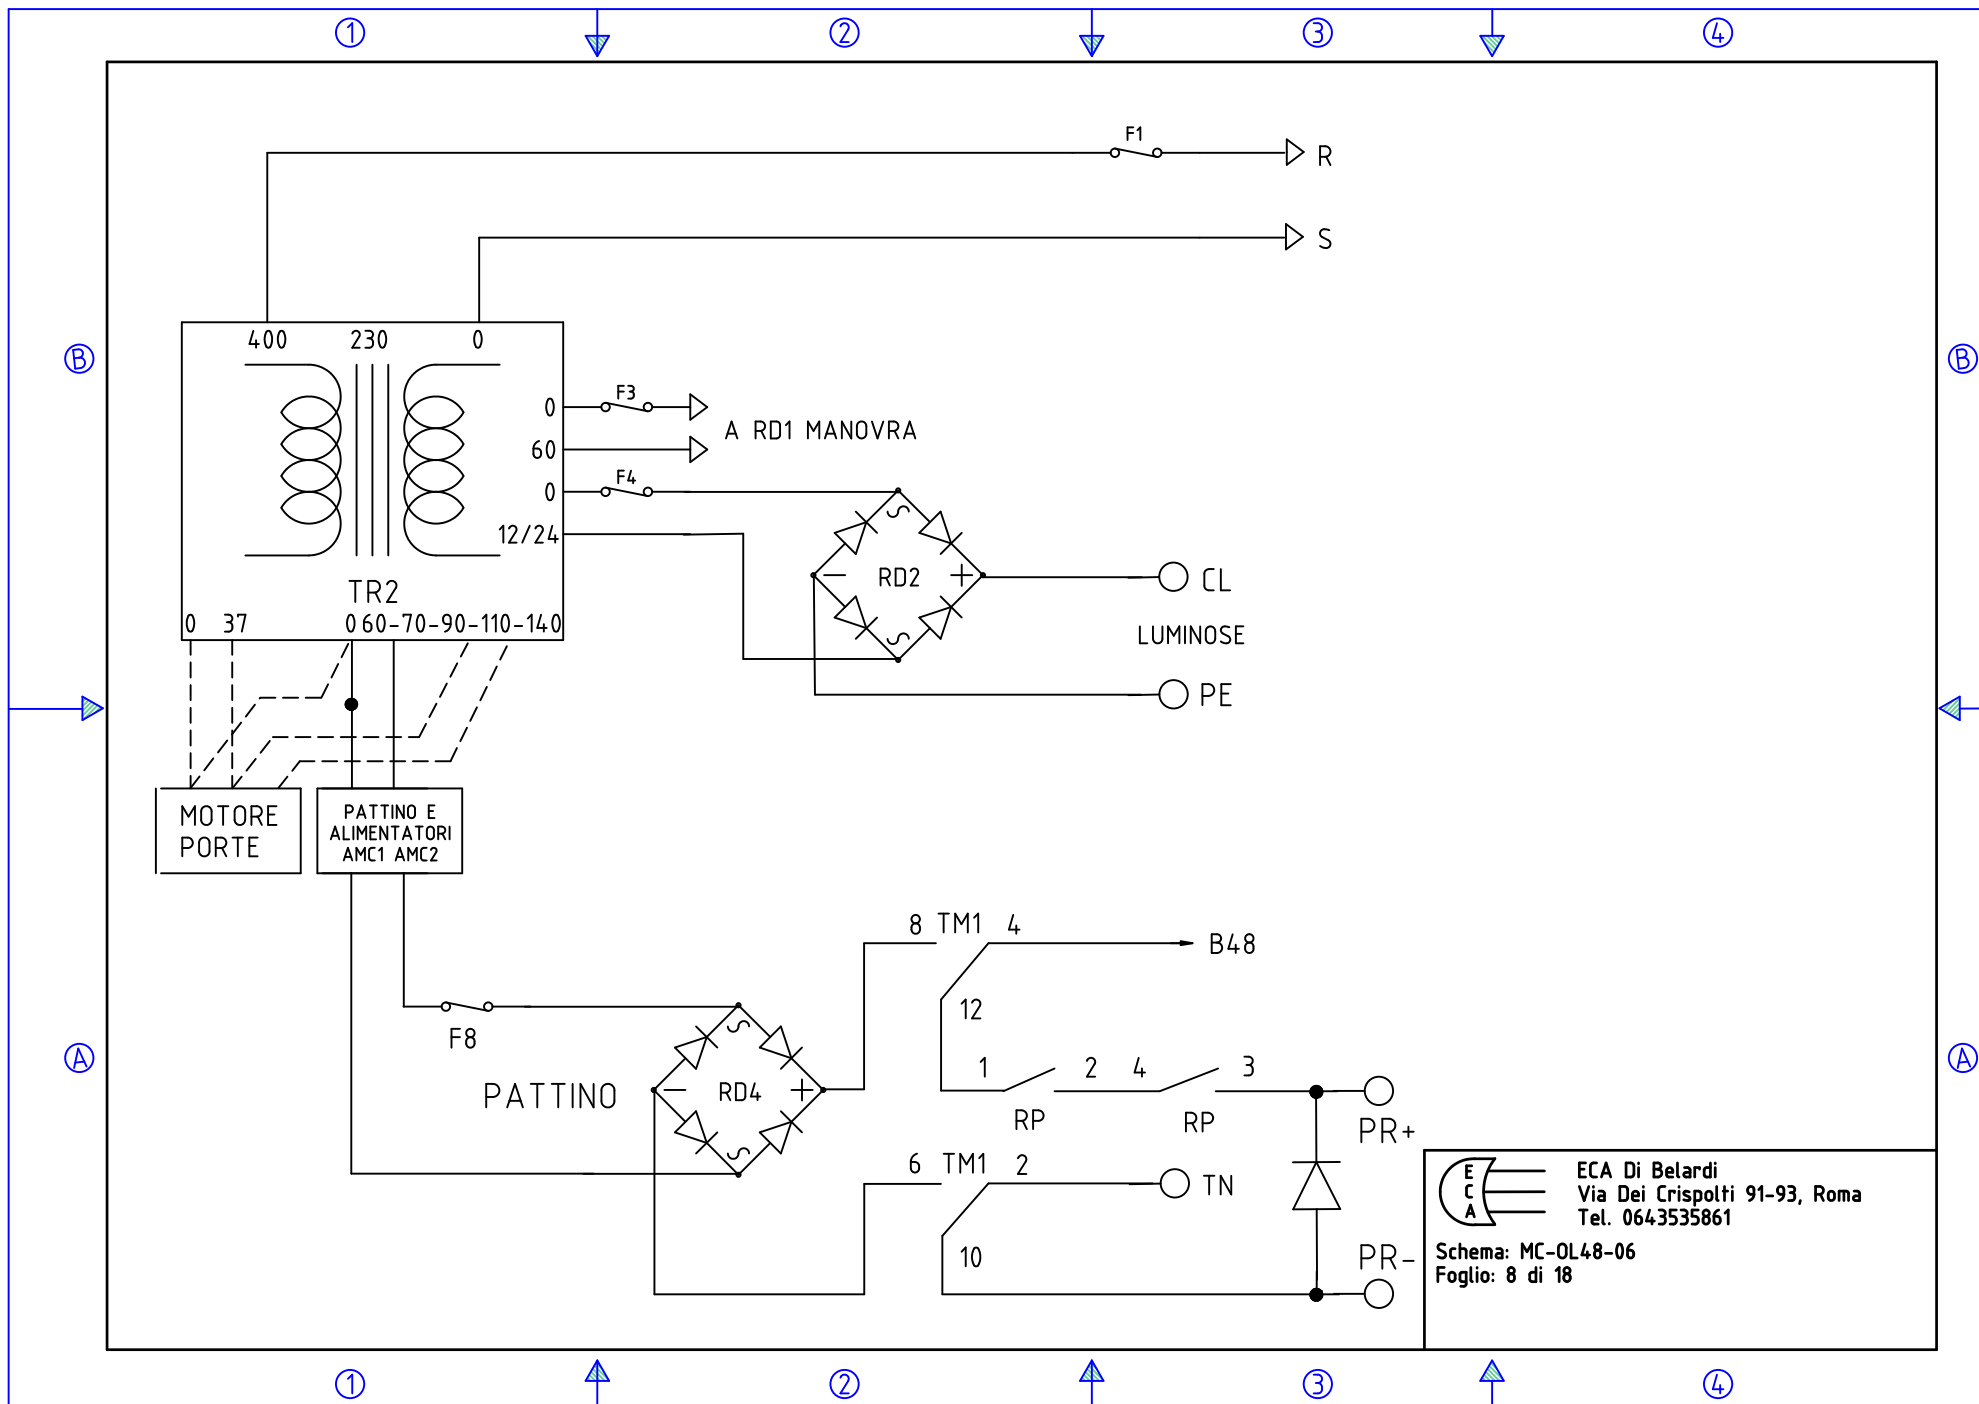 1 2 3 4
F1
R
S
B B
400 230 0
0 F3
A RD1 MANOVRA
60
0 F4
12/24
RD2
CL
TR2
0 37 0 60-70-90-110-140
LUMINOSE
PE
MOTORE
PORTE
PATTINO E
ALIMENTATORI
AMC1 AMC2
8 TM1 4
B48
12
F8
A A
1 2 4 3
PATTINO
RD4
RP RP
PR+
6 TM1 2
TN
10
PR-
E
C
A
ECA Di Belardi
Via Dei Crispolti 91-93, Roma
Tel. 0643535861
Schema: MC-OL48-06
Foglio: 8 di 18
1 2 3 4